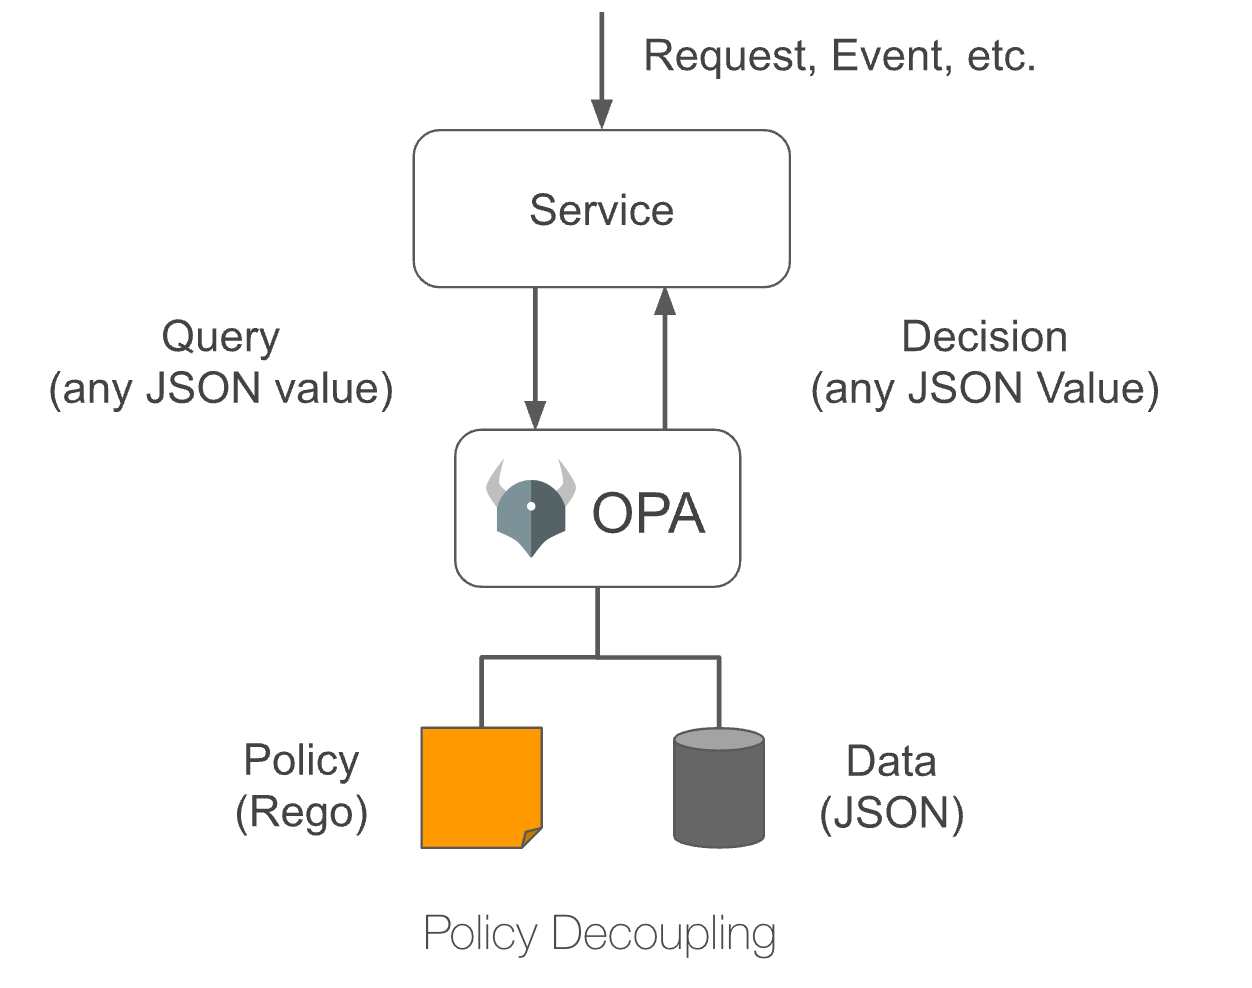 Request, Event, etc.
Service
Query
(any JSON value)
Decision
(any JSON Value)
OPA
Policy
(Rego)
Data
(JSON)
Policy Decoupling